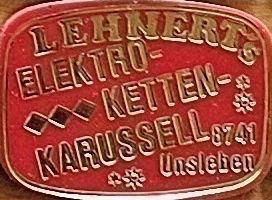 LEHNERTS
ELEKTRO-
KETTEN-
KARUSSELL 8741
Unsleben